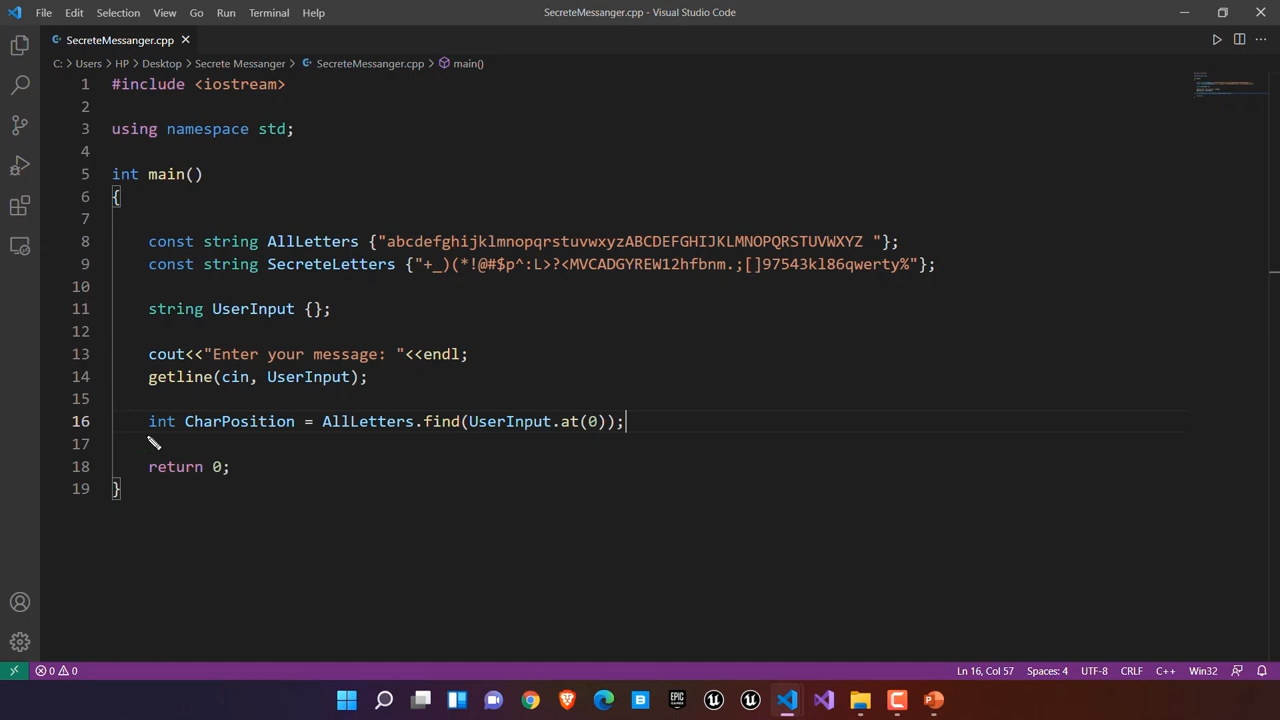 File Edit Selection View Go Run Terminal Help SecreteMessanger.cpp - Visual Studio Code
SecreteMessanger.cpp
C: > Users > HP > Desktop > Secrete Messanger > SecreteMessanger.cpp > main()
1 #include <iostream>
2
3 using namespace std;
4
5 int main()
6 {
7
8 const string AllLetters {"abcdefghijklmnopqrstuvwxyzABCDEFGHIJKLMNOPQRSTUVWXYZ "};
9 const string SecreteLetters {"+_)(*!@#$p^:L>?<MVCADGYREW12hfbnm.;[]97543kl86qwerty%"};
10
11 string UserInput {};
12
13 cout<<"Enter your message: "<<endl;
14 getline(cin, UserInput);
15
16 int CharPosition = AllLetters.find(UserInput.at(0));
17
18 return 0;
19 }
0 0 Ln 16, Col 57 Spaces: 4 UTF-8 CRLF C++ Win32